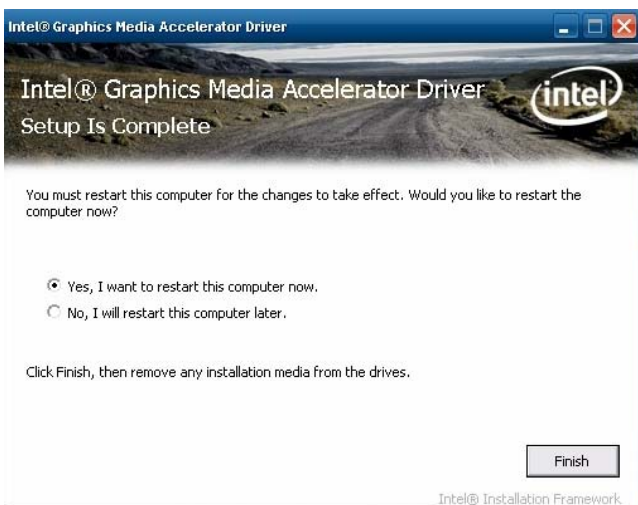 Intel® Graphics Media Accelerator Driver
Intel® Graphics Media Accelerator Driver
intel
Setup Is Complete
You must restart this computer for the changes to take effect. Would you like to restart the
computer now?
Yes, I want to restart this computer now.
No, I will restart this computer later.
Click Finish, then remove any installation media from the drives.
Finish
Intel® Installation Framework